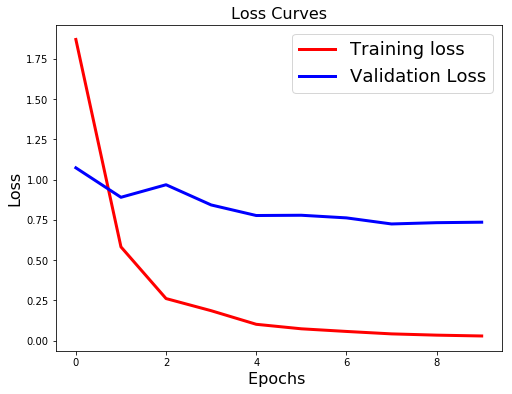 Loss Curves
Training loss
Validation Loss
1.75
1.50
1.25
1.00
0.75
0.50
0.25
0.00
Loss
0 2 4 6 8
Epochs